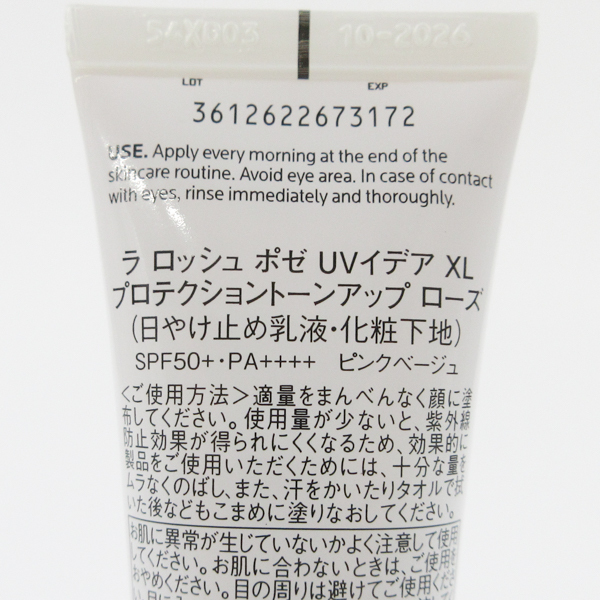 5AXB03 10-2026
LOT EXP
3612622673172
USE. Apply every morning at the end of the
skincare routine. Avoid eye area. In case of contact
with eyes, rinse immediately and thoroughly.
ラ ロッシュ ポゼ UVイデア XL
プロテクショントーンアップ ローズ
(日やけ止め乳液・化粧下地)
SPF50+・PA++++ ピンクベージュ
＜ご使用方法＞適量をまんべんなく顔に塗
布してください。使用量が少ないと、紫外線
防止効果が得られにくくなるため、効果的に
製品をご使用いただくためには、十分な量を
ムラなくのばし、また、汗をかいたりタオルで拭
いた後などもこまめに塗りなおしてください。
お肌に異常が生じていないかよく注意して使用
してください。お肌に合わないときは、ご使用
おやめください。目の周りは避けてご使用くだ